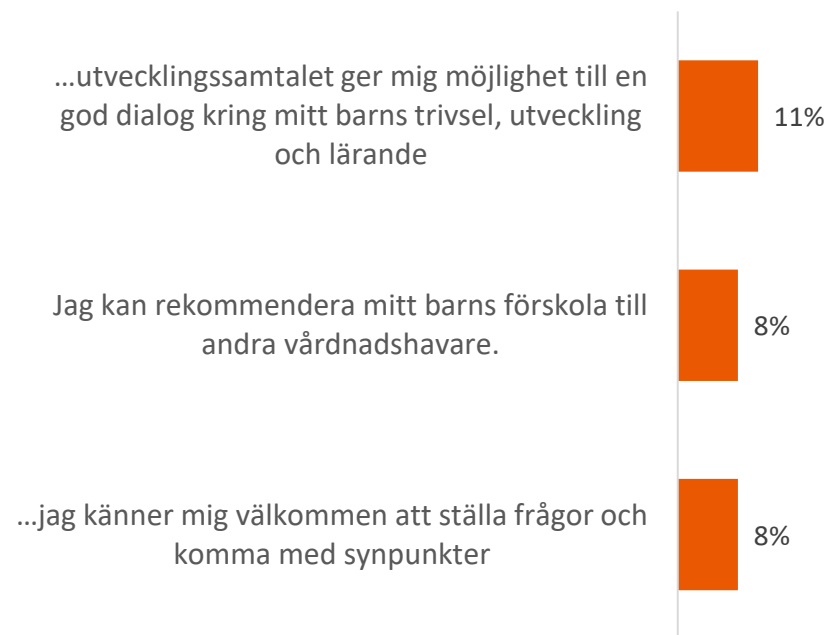 ...utvecklingssamtalet ger mig möjlighet till en
god dialog kring mitt barns trivsel, utveckling
och lärande
11%
Jag kan rekommendera mitt barns förskola till
andra vårdnadshavare.
8%
...jag känner mig välkommen att ställa frågor och
komma med synpunkter
8%